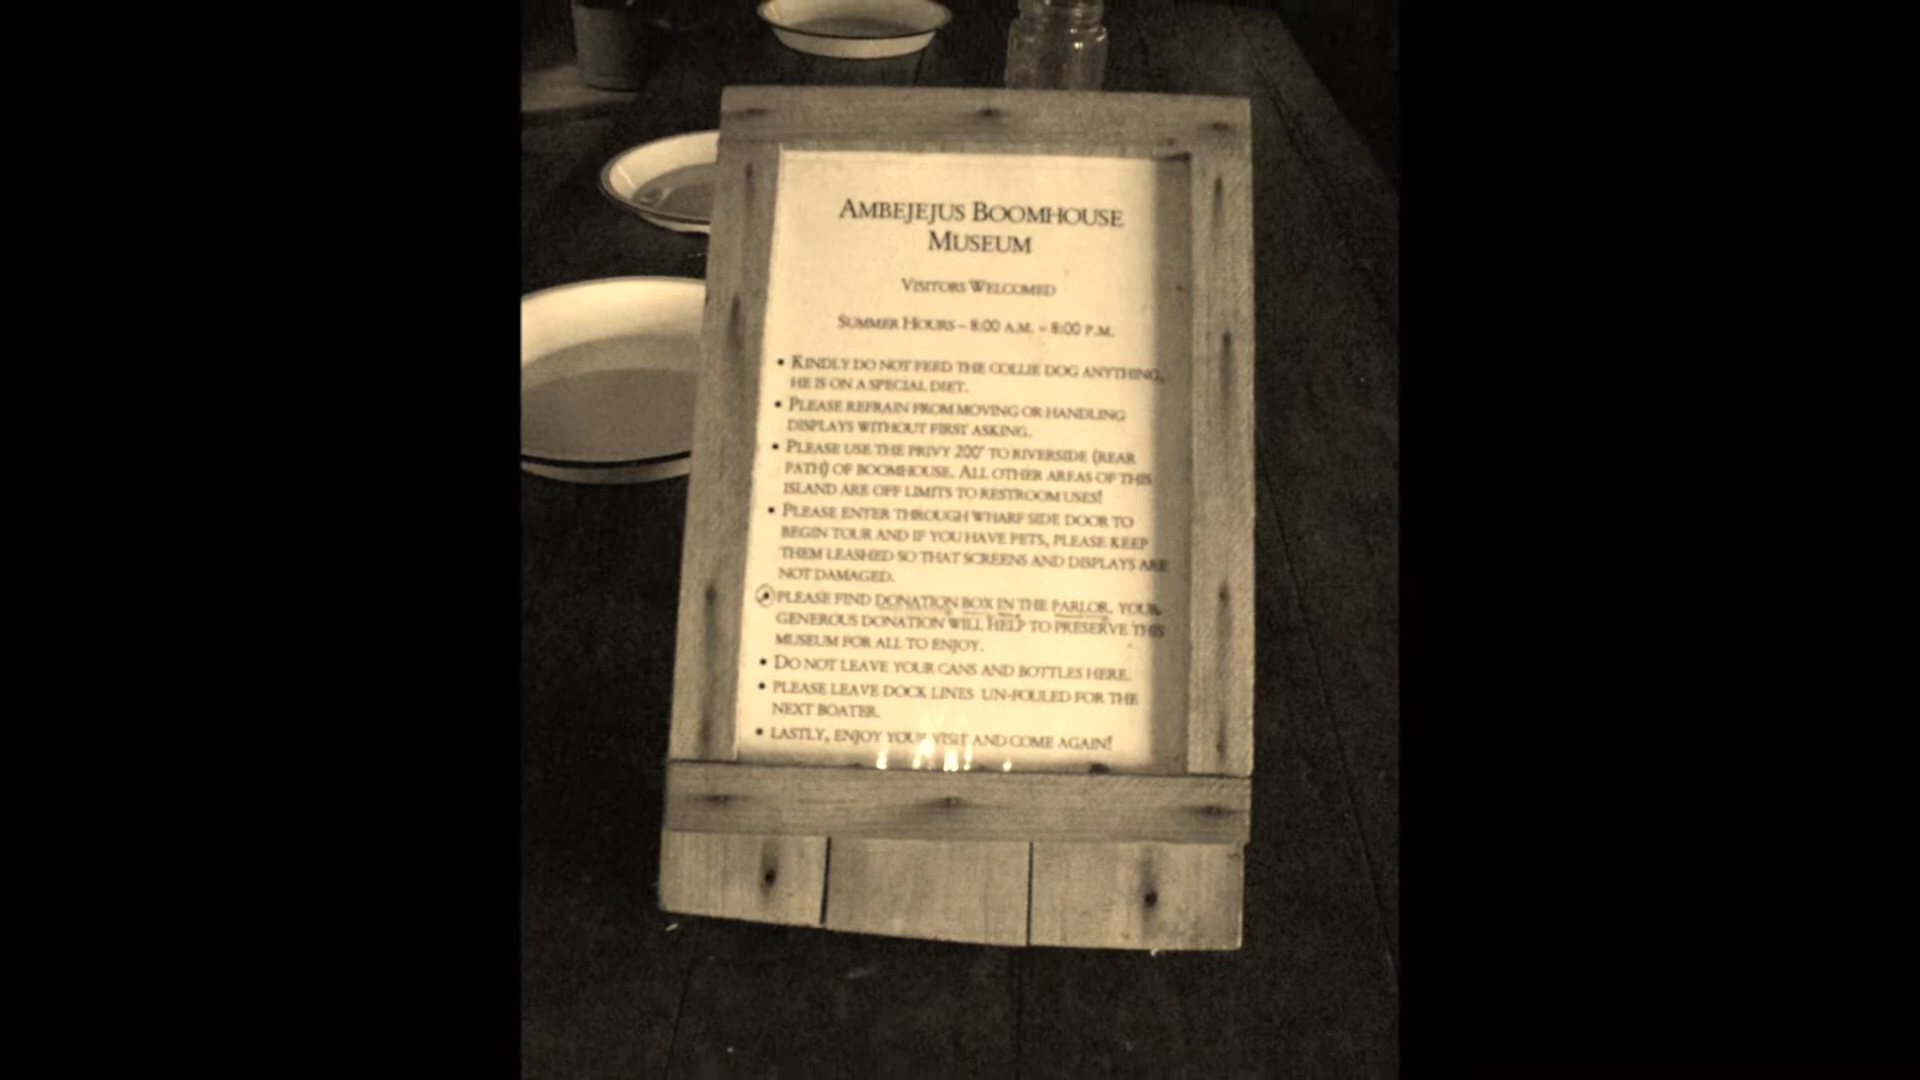 AMBEJEJUS BOOMHOUSE
MUSEUM
VISITORS WELCOMED
SUMMER HOURS – 8:00 A.M. – 8:00 P.M.
• KINDLY DO NOT FEED THE COLLIE DOG ANYTHING,
HE IS ON A SPECIAL DIET.
• PLEASE REFRAIN FROM MOVING OR HANDLING
DISPLAYS WITHOUT FIRST ASKING.
• PLEASE USE THE PRIVY 200' TO RIVERSIDE (REAR
PATH) OF BOOMHOUSE. ALL OTHER AREAS OF THIS
ISLAND ARE OFF LIMITS TO RESTROOM USES!
• PLEASE ENTER THROUGH WHARF SIDE DOOR TO
BEGIN TOUR AND IF YOU HAVE PETS, PLEASE KEEP
THEM LEASHED SO THAT SCREENS AND DISPLAYS ARE
NOT DAMAGED.
• PLEASE FIND DONATION BOX IN THE PARLOR. YOUR
GENEROUS DONATION WILL HELP TO PRESERVE THIS
MUSEUM FOR ALL TO ENJOY.
• DO NOT LEAVE YOUR CANS AND BOTTLES HERE.
• PLEASE LEAVE DOCK LINES UN-FOULED FOR THE
NEXT BOATER.
• LASTLY, ENJOY YOUR VISIT AND COME AGAIN!